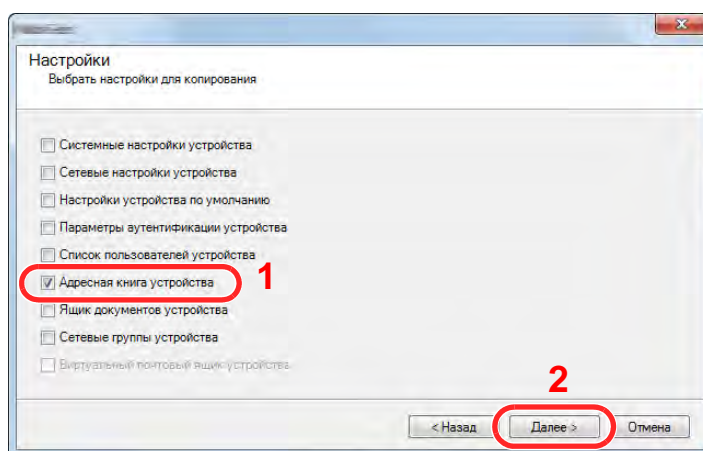 Настройки
Выбрать настройки для копирования
Системные настройки устройства
Сетевые настройки устройства
Настройки устройства по умолчанию
Параметры аутентификации устройства
Список пользователей устройства
Адресная книга устройства 1
Ящик документов устройства
Сетевые группы устройства
Виртуальный почтовый ящик устройства
2
< Назад Далее > Отмена